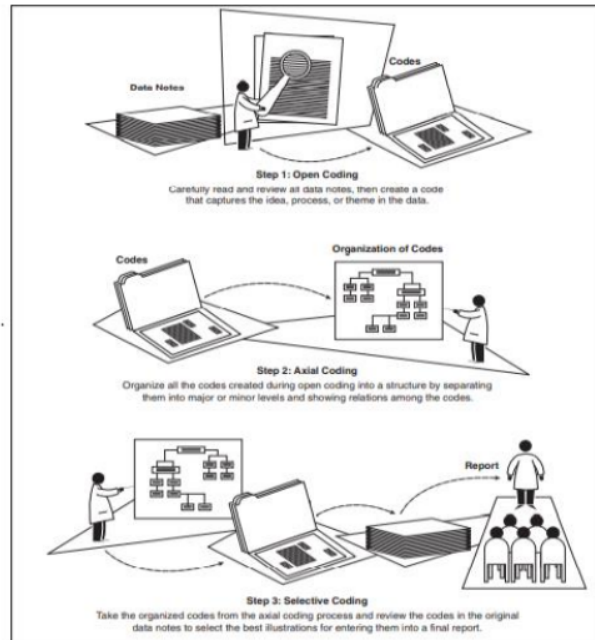 Data Notes
Codes
Step 1: Open Coding
Carefully read and review all data notes, then create a code
that captures the idea, process, or theme in the data.
Codes
Organization of Codes
Step 2: Axial Coding
Organize all the codes created during open coding into a structure by separating
them into major or minor levels and showing relations among the codes.
Report
Step 3: Selective Coding
Take the organized codes from the axial coding process and review the codes in the original
data notes to select the best illustrations for entering them into a final report.